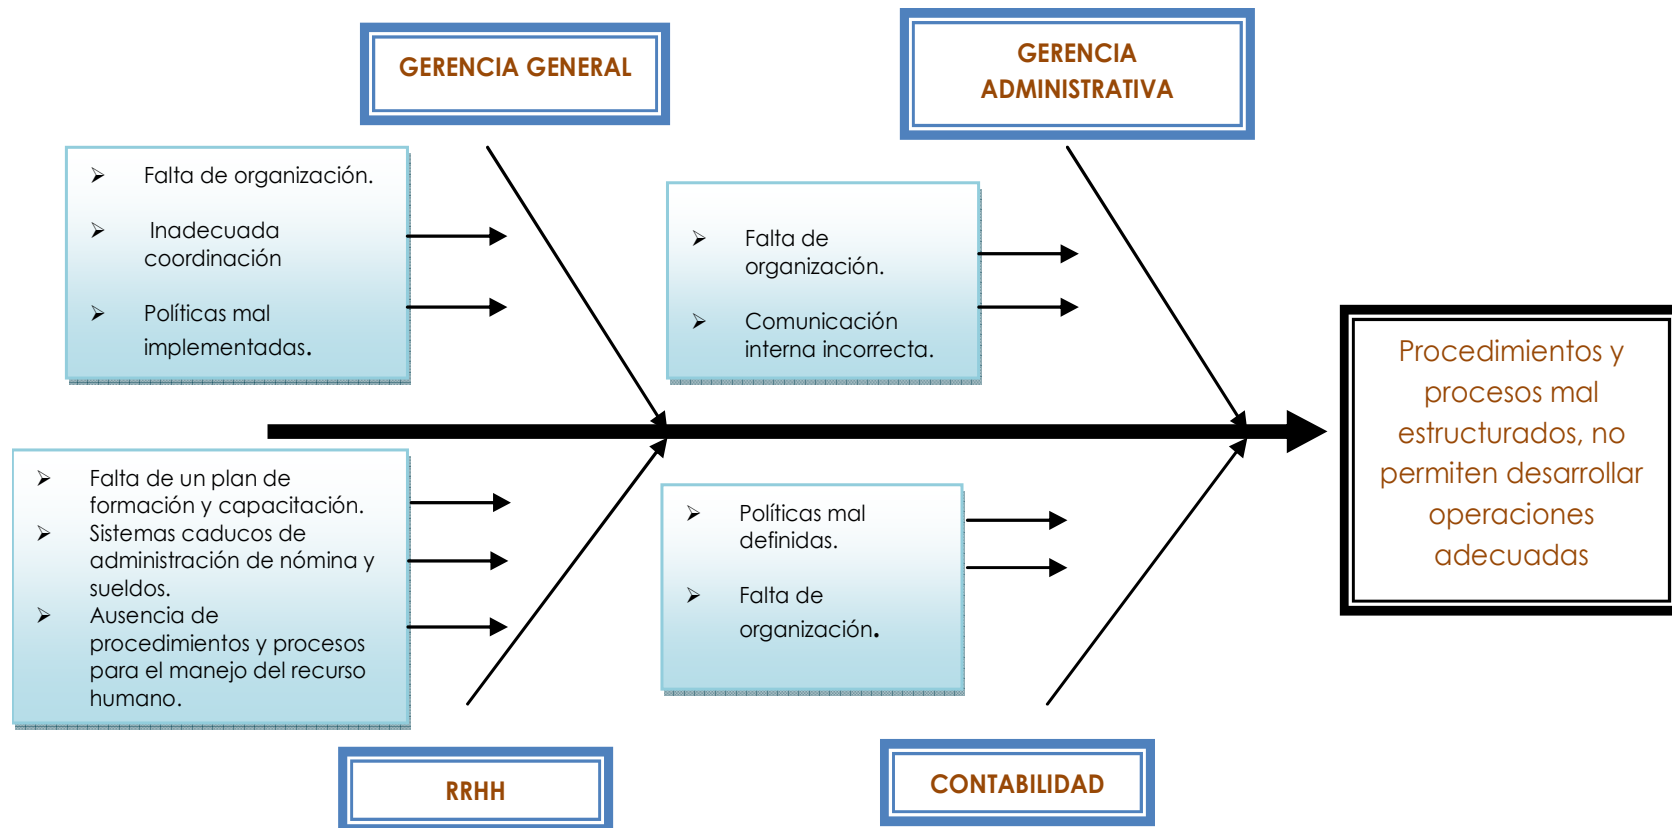 GERENCIA GENERAL
GERENCIA
ADMINISTRATIVA
➢ Falta de organización.
➢ Inadecuada
coordinación
➢ Políticas mal
implementadas.
➢ Falta de
organización.
➢ Comunicación
interna incorrecta.
Procedimientos y
procesos mal
estructurados, no
permiten desarrollar
operaciones
adecuadas
➢ Falta de un plan de
formación y capacitación.
➢ Sistemas caducos de
administración de nómina y
sueldos.
➢ Ausencia de
procedimientos y procesos
para el manejo del recurso
humano.
➢ Políticas mal
definidas.
➢ Falta de
organización.
RRHH
CONTABILIDAD